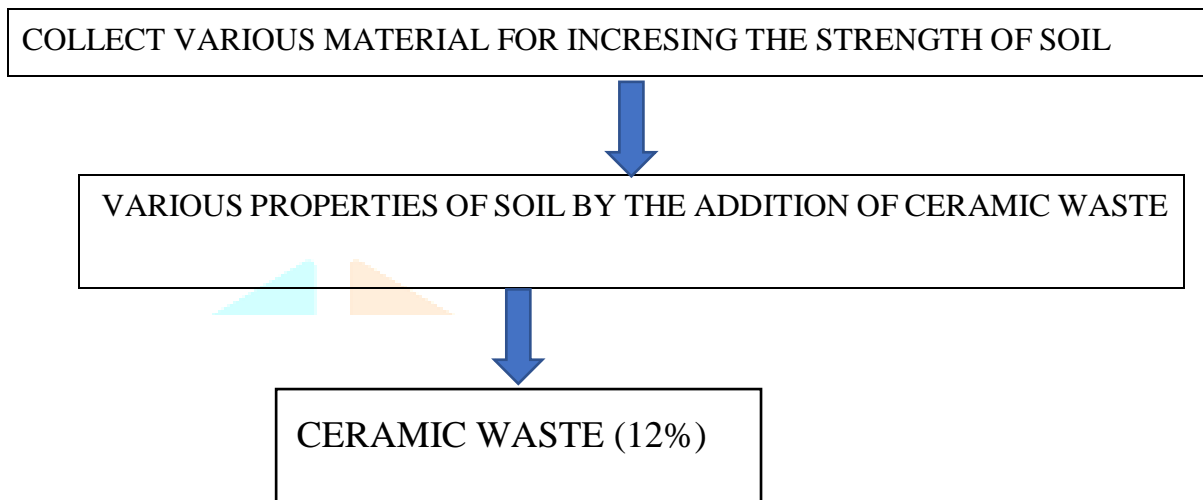 COLLECT VARIOUS MATERIAL FOR INCRESING THE STRENGTH OF SOIL
VARIOUS PROPERTIES OF SOIL BY THE ADDITION OF CERAMIC WASTE
CERAMIC WASTE (12%)